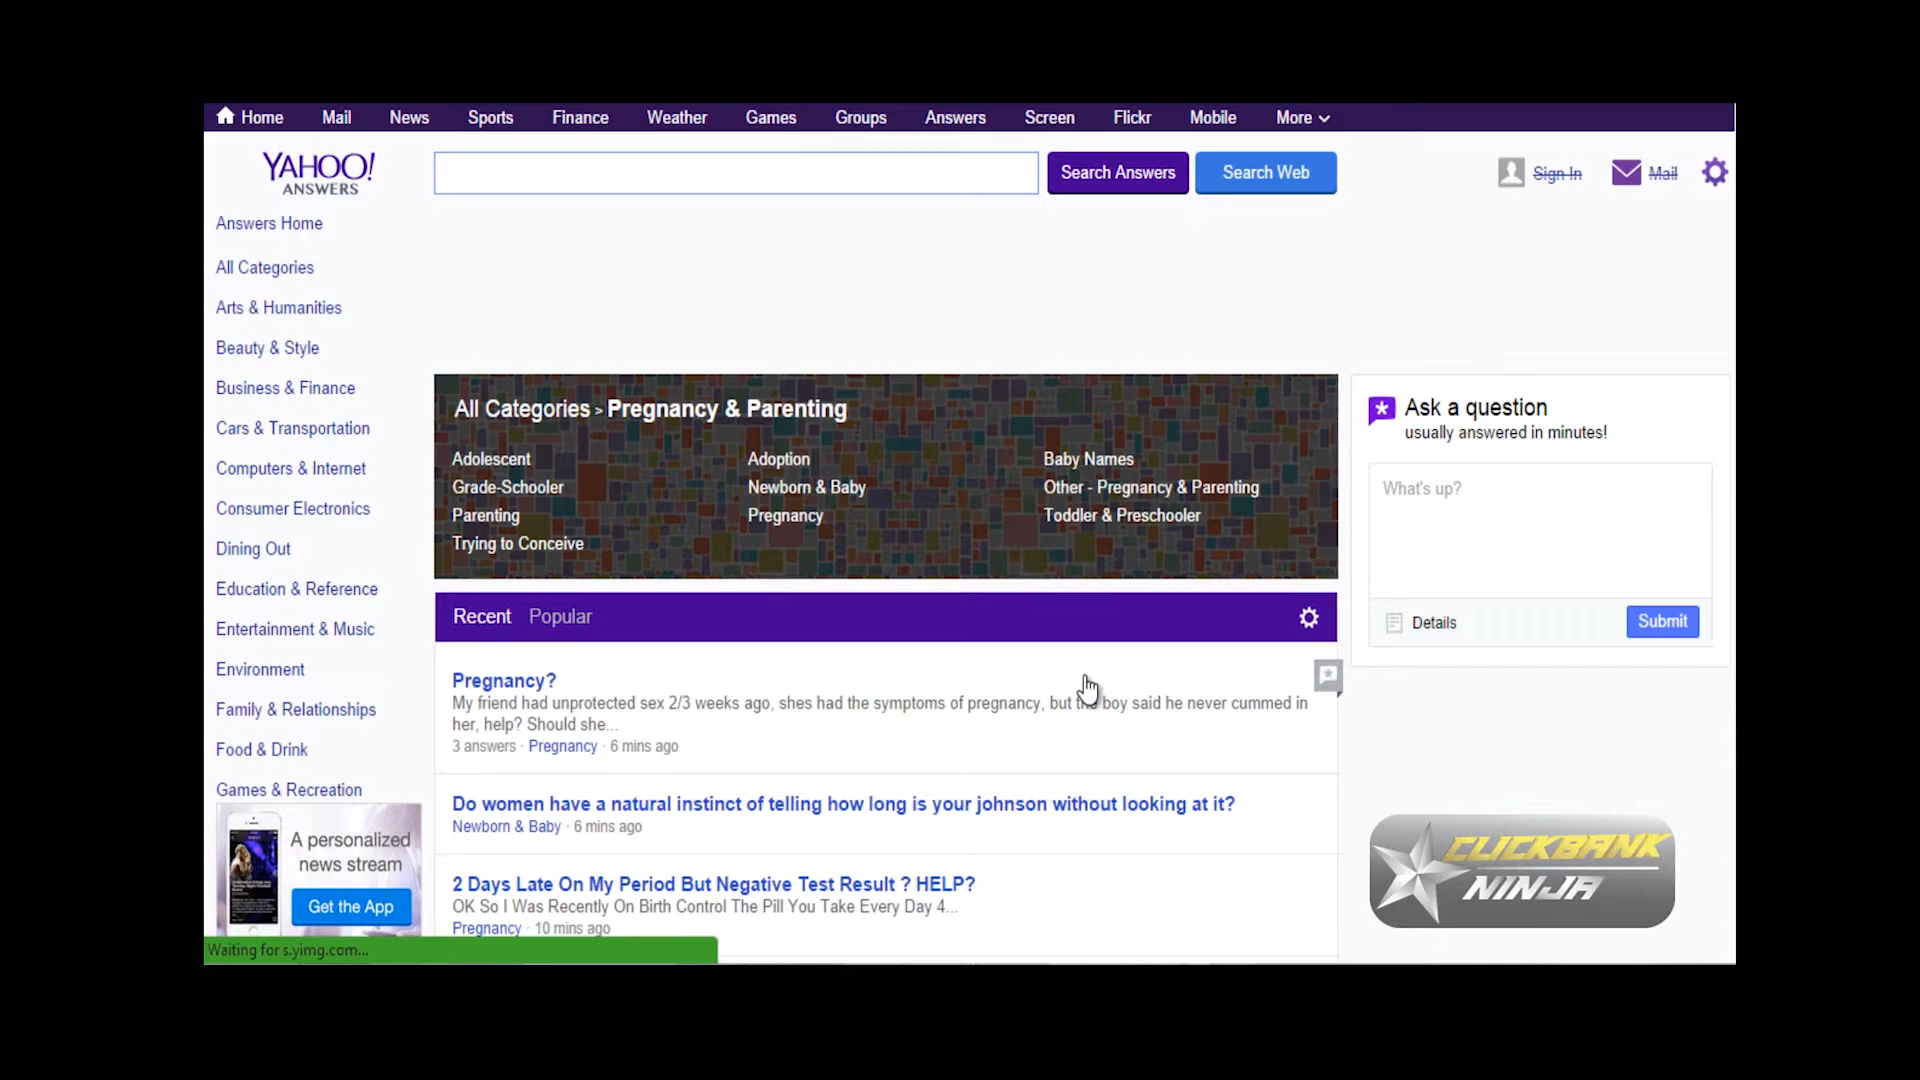 Home Mail News Sports Finance Weather Games Groups Answers Screen Flickr Mobile More
YAHOO!
ANSWERS
Search Answers
Search Web
Sign In
Mail
Answers Home
All Categories
Arts & Humanities
Beauty & Style
Business & Finance
Cars & Transportation
Computers & Internet
Consumer Electronics
Dining Out
Education & Reference
Entertainment & Music
Environment
Family & Relationships
Food & Drink
Games & Recreation
A personalized
news stream
Get the App
Waiting for s.yimg.com...
All Categories > Pregnancy & Parenting
Adolescent Adoption Baby Names
Grade-Schooler Newborn & Baby Other - Pregnancy & Parenting
Parenting Pregnancy Toddler & Preschooler
Trying to Conceive
Recent Popular
Pregnancy?
My friend had unprotected sex 2/3 weeks ago, shes had the symptoms of pregnancy, but the boy said he never cummed in
her, help? Should she...
3 answers · Pregnancy · 6 mins ago
Do women have a natural instinct of telling how long is your johnson without looking at it?
Newborn & Baby · 6 mins ago
2 Days Late On My Period But Negative Test Result ? HELP?
OK So I Was Recently On Birth Control The Pill You Take Every Day 4...
Pregnancy · 10 mins ago
Ask a question
usually answered in minutes!
What's up?
Details
Submit
CLICKBANK
NINJA